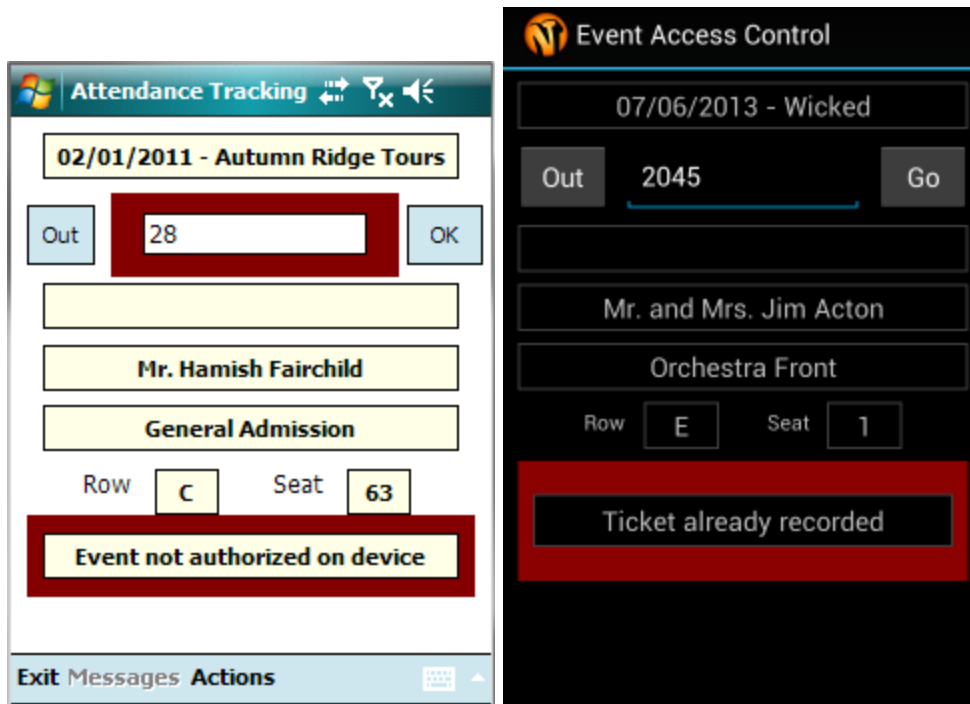 Attendance Tracking
02/01/2011 - Autumn Ridge Tours
Out 28 OK
Mr. Hamish Fairchild
General Admission
Row C Seat 63
Event not authorized on device
Exit Messages Actions
Event Access Control
07/06/2013 - Wicked
Out 2045 Go
Mr. and Mrs. Jim Acton
Orchestra Front
Row E Seat 1
Ticket already recorded